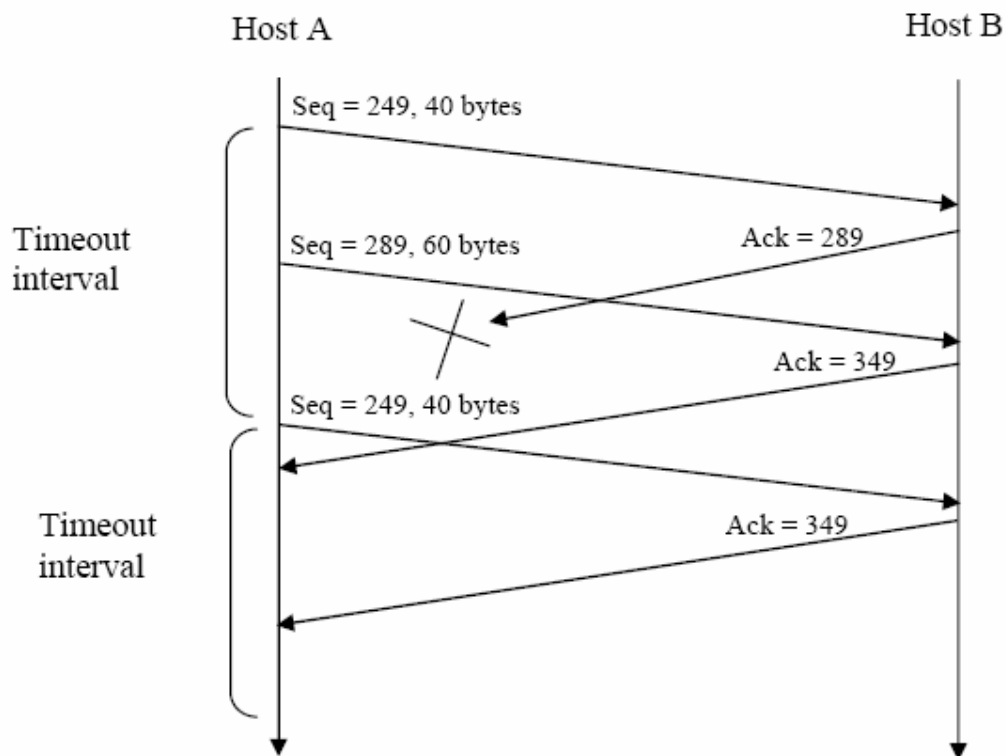 Host A
Host B
Seq = 249, 40 bytes
Timeout
interval
Seq = 289, 60 bytes
Ack = 289
Ack = 349
Seq = 249, 40 bytes
Timeout
interval
Ack = 349